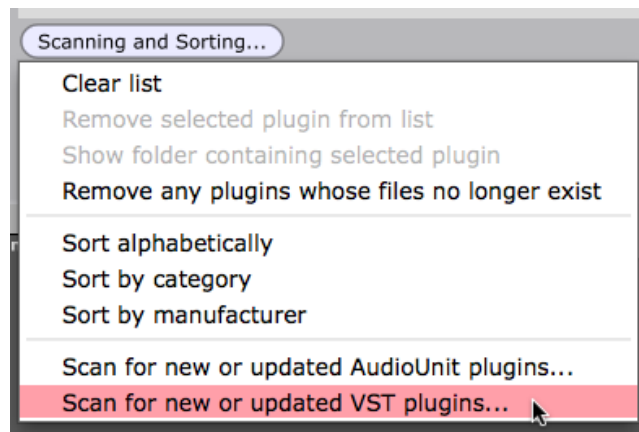 Scanning and Sorting...
Clear list
Remove selected plugin from list
Show folder containing selected plugin
Remove any plugins whose files no longer exist
Sort alphabetically
Sort by category
Sort by manufacturer
Scan for new or updated AudioUnit plugins...
Scan for new or updated VST plugins...